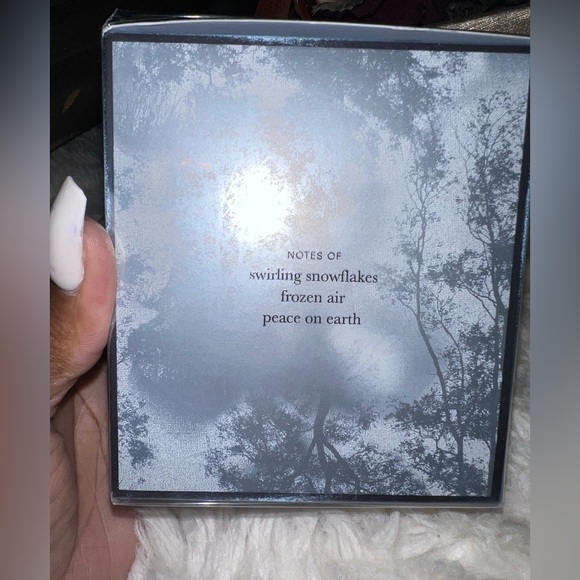 NOTES OF
swirling snowflakes
frozen air
peace on earth